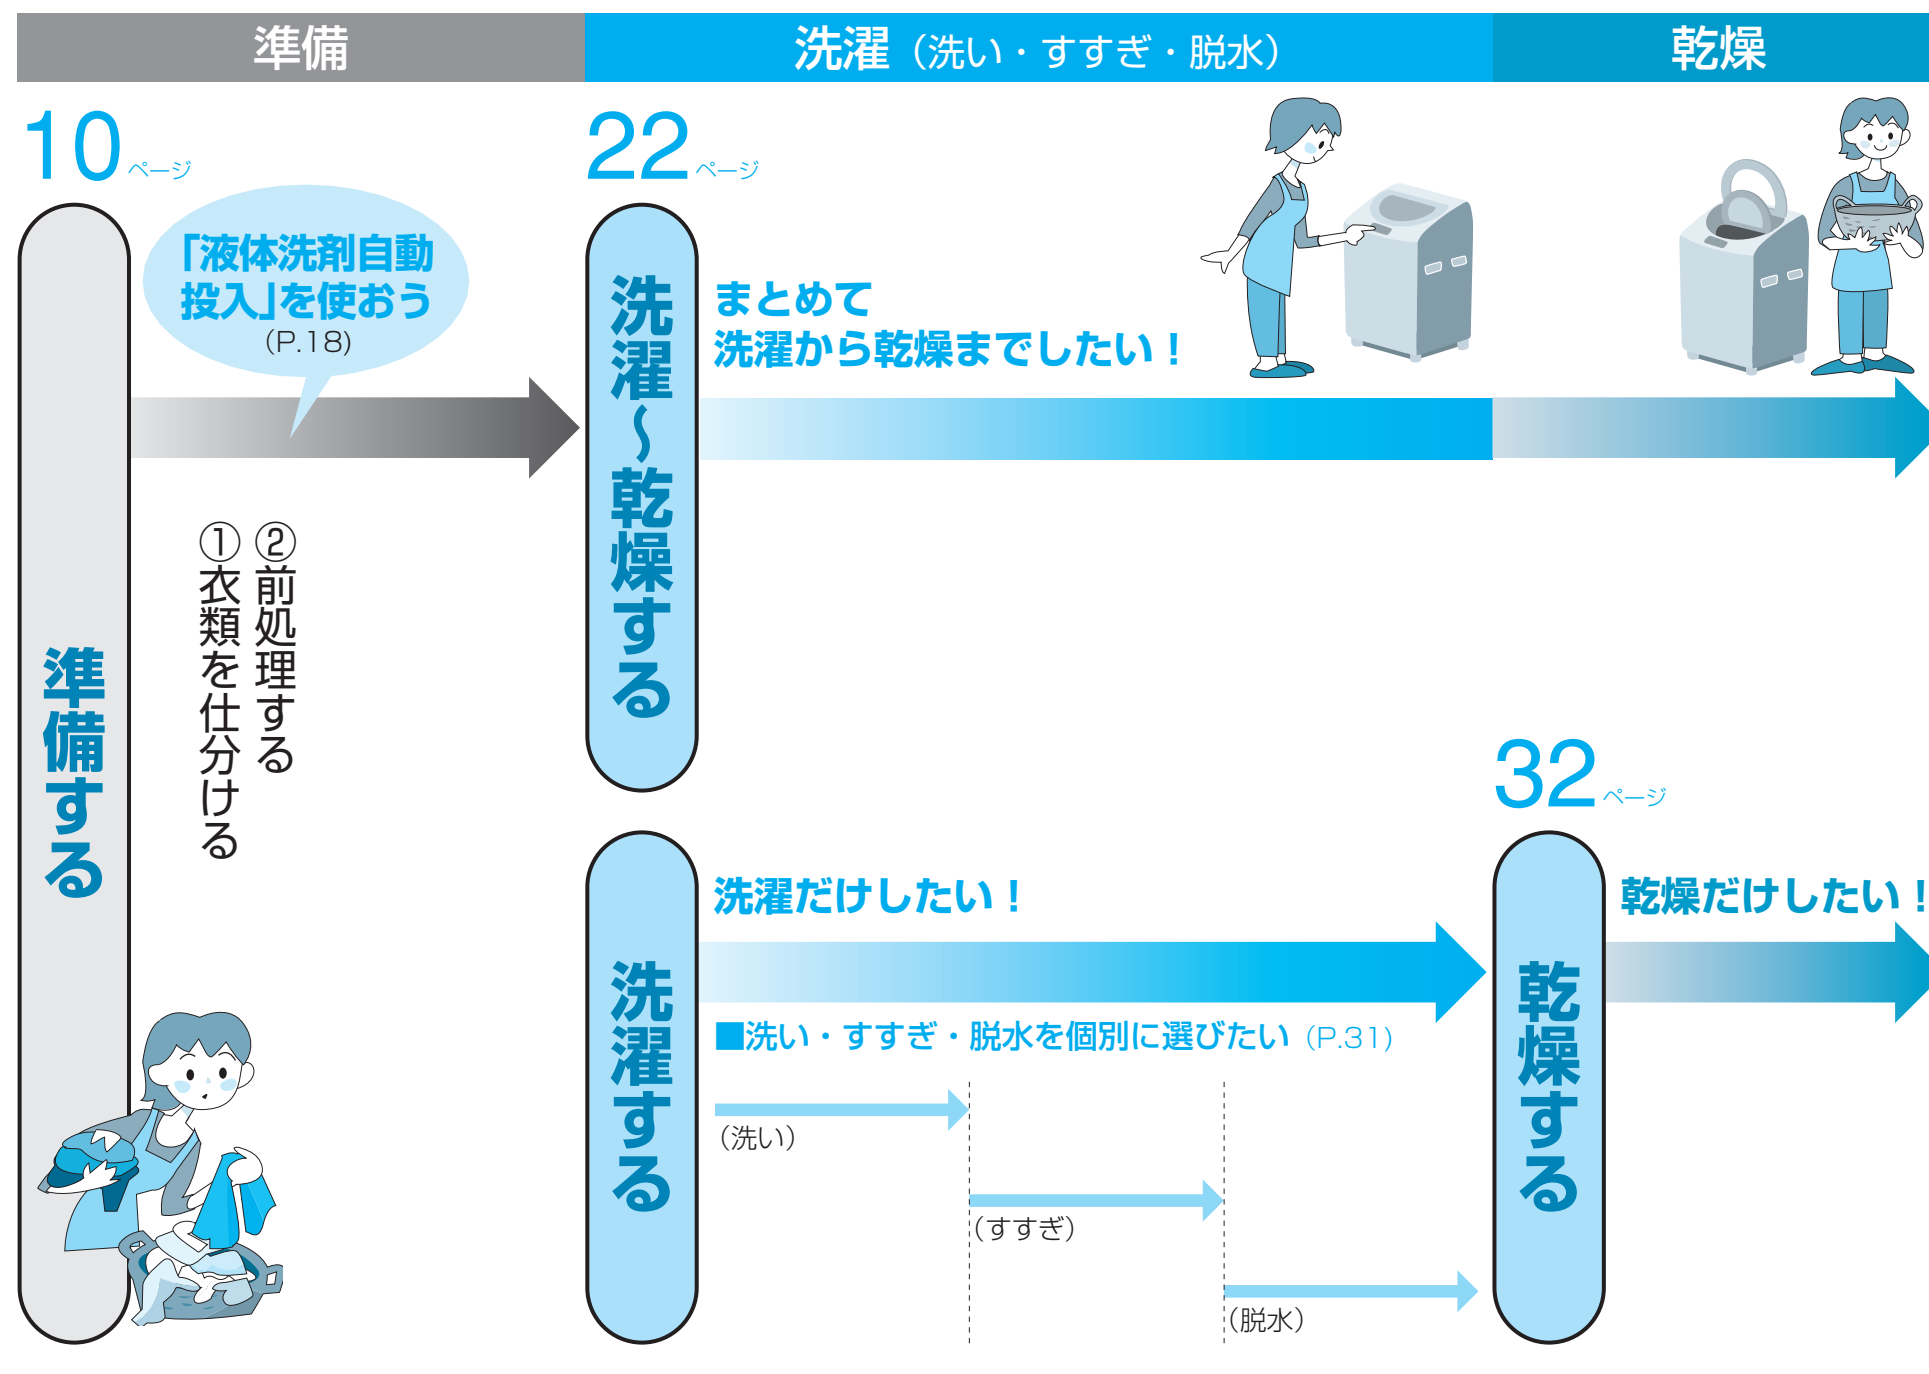 準備
洗濯（洗い・すすぎ・脱水）
乾燥
10ページ
「液体洗剤自動
投入」を使おう
（P.18）
準備する
①衣類を仕分ける
②前処理する
22ページ
洗濯～乾燥する
まとめて
洗濯から乾燥までしたい！
洗濯する
洗濯だけしたい！
■洗い・すすぎ・脱水を個別に選びたい（P.31）
（洗い）
（すすぎ）
（脱水）
32ページ
乾燥する
乾燥だけしたい！